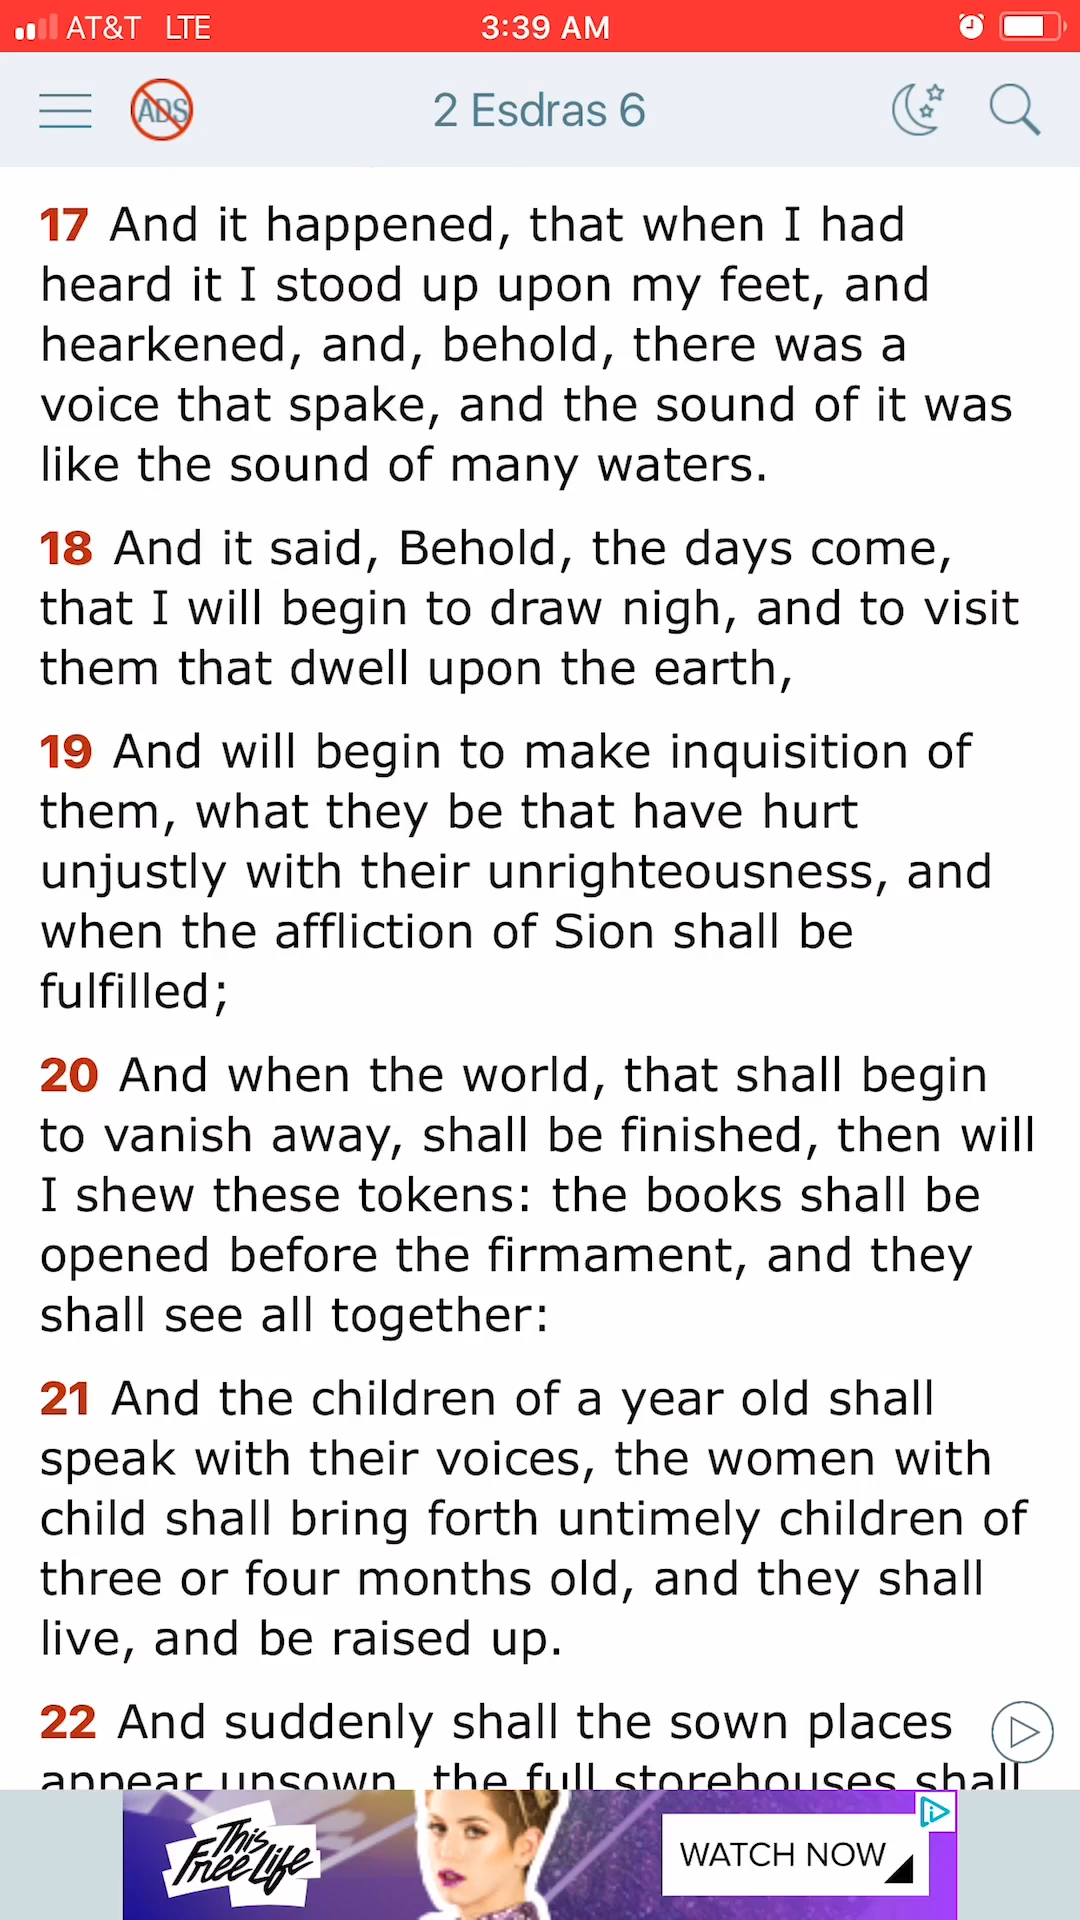 AT&T LTE 3:39 AM
ADS 2 Esdras 6
17 And it happened, that when I had
heard it I stood up upon my feet, and
hearkened, and, behold, there was a
voice that spake, and the sound of it was
like the sound of many waters.
18 And it said, Behold, the days come,
that I will begin to draw nigh, and to visit
them that dwell upon the earth,
19 And will begin to make inquisition of
them, what they be that have hurt
unjustly with their unrighteousness, and
when the affliction of Sion shall be
fulfilled;
20 And when the world, that shall begin
to vanish away, shall be finished, then will
I shew these tokens: the books shall be
opened before the firmament, and they
shall see all together:
21 And the children of a year old shall
speak with their voices, the women with
child shall bring forth untimely children of
three or four months old, and they shall
live, and be raised up.
22 And suddenly shall the sown places
appear unsown, the full storehouses shall
This
Free Life
WATCH NOW